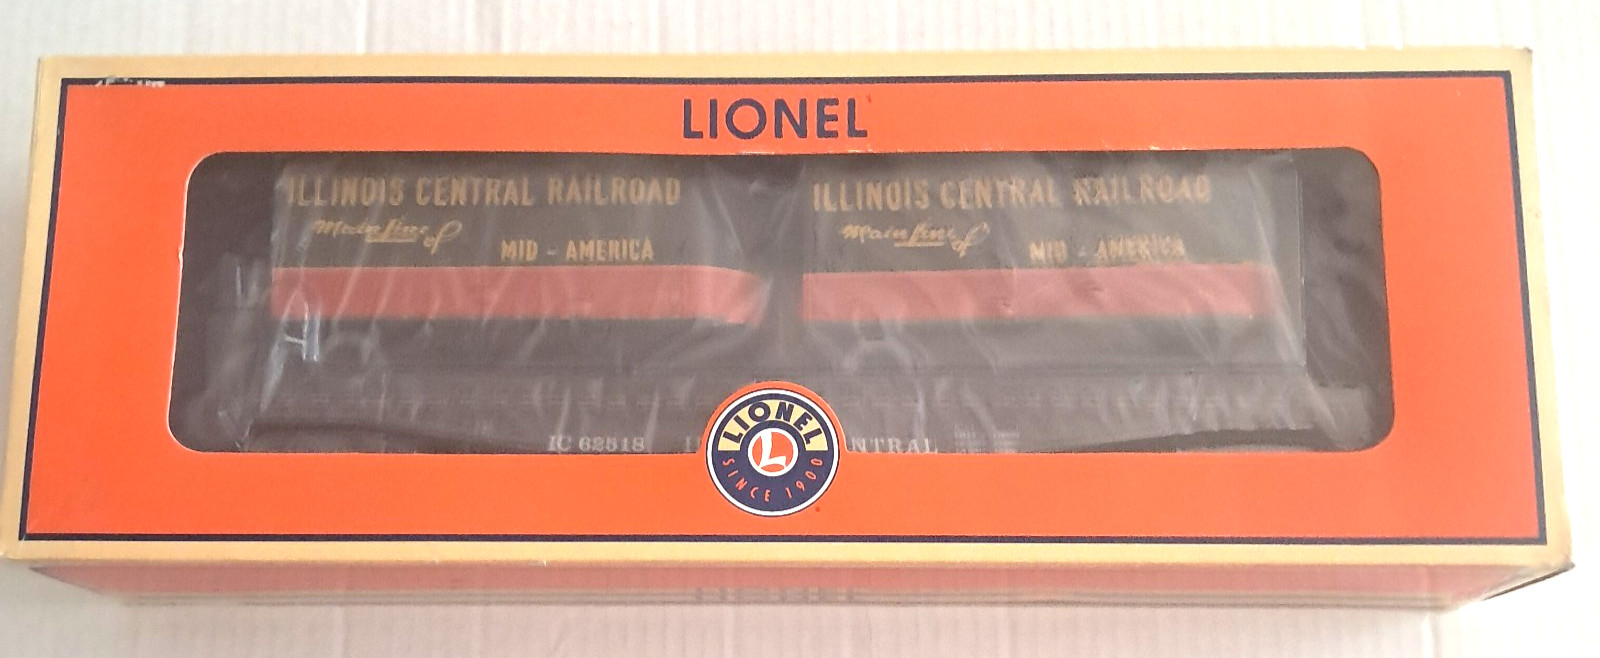 LIONEL
ILLINOIS CENTRAL RAILROAD
Main Line of
MID - AMERICA
ILLINOIS CENTRAL RAILROAD
Main Line of
MID - AMERICA
IC 62518
NTRAL
LIONEL
L
SINCE 1900